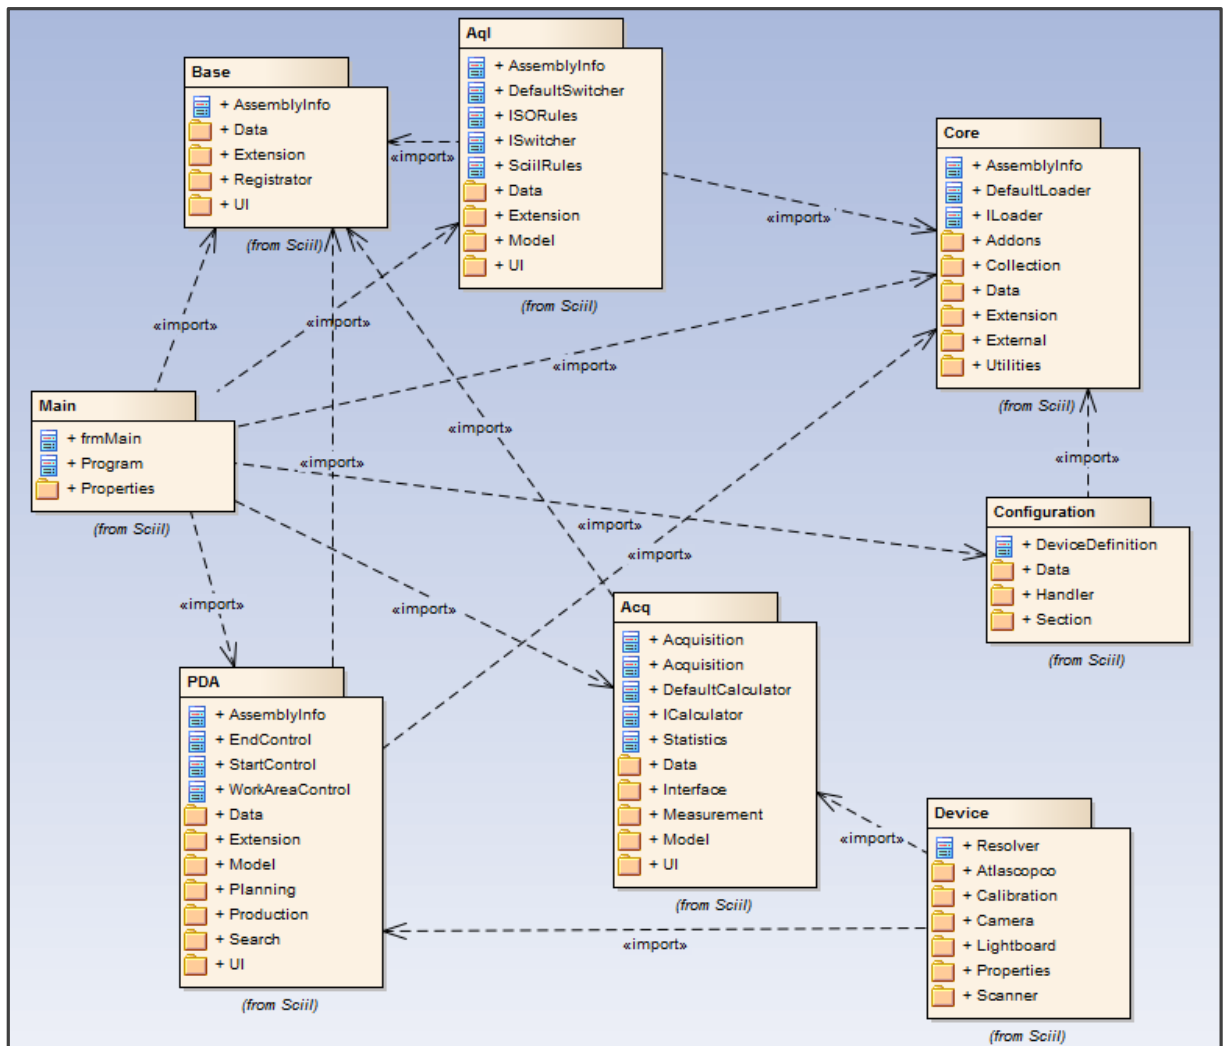 Aql
+ AssemblyInfo
+ DefaultSwitcher
+ ISORules
+ ISwitcher
+ SciilRules
+ Data
+ Extension
+ Model
+ UI
(from Sciil)
Base
+ AssemblyInfo
+ Data
+ Extension
+ Registrator
+ UI
(from Sciil)
«import»
Core
+ AssemblyInfo
+ DefaultLoader
+ ILoader
+ Addons
+ Collection
+ Data
+ Extension
+ External
+ Utilities
(from Sciil)
«import»
«import»
«import»
«import»
Main
+ frmMain
+ Program
+ Properties
(from Sciil)
«import»
«import»
«import»
«import»
«import»
Configuration
+ DeviceDefinition
+ Data
+ Handler
+ Section
(from Sciil)
«import»
«import»
Acq
+ Acquisition
+ Acquisition
+ DefaultCalculator
+ ICalculator
+ Statistics
+ Data
+ Interface
+ Measurement
+ Model
+ UI
(from Sciil)
PDA
+ AssemblyInfo
+ EndControl
+ StartControl
+ WorkAreaControl
+ Data
+ Extension
+ Model
+ Planning
+ Production
+ Search
+ UI
(from Sciil)
«import»
«import»
Device
+ Resolver
+ Atlascopco
+ Calibration
+ Camera
+ Lightboard
+ Properties
+ Scanner
(from Sciil)